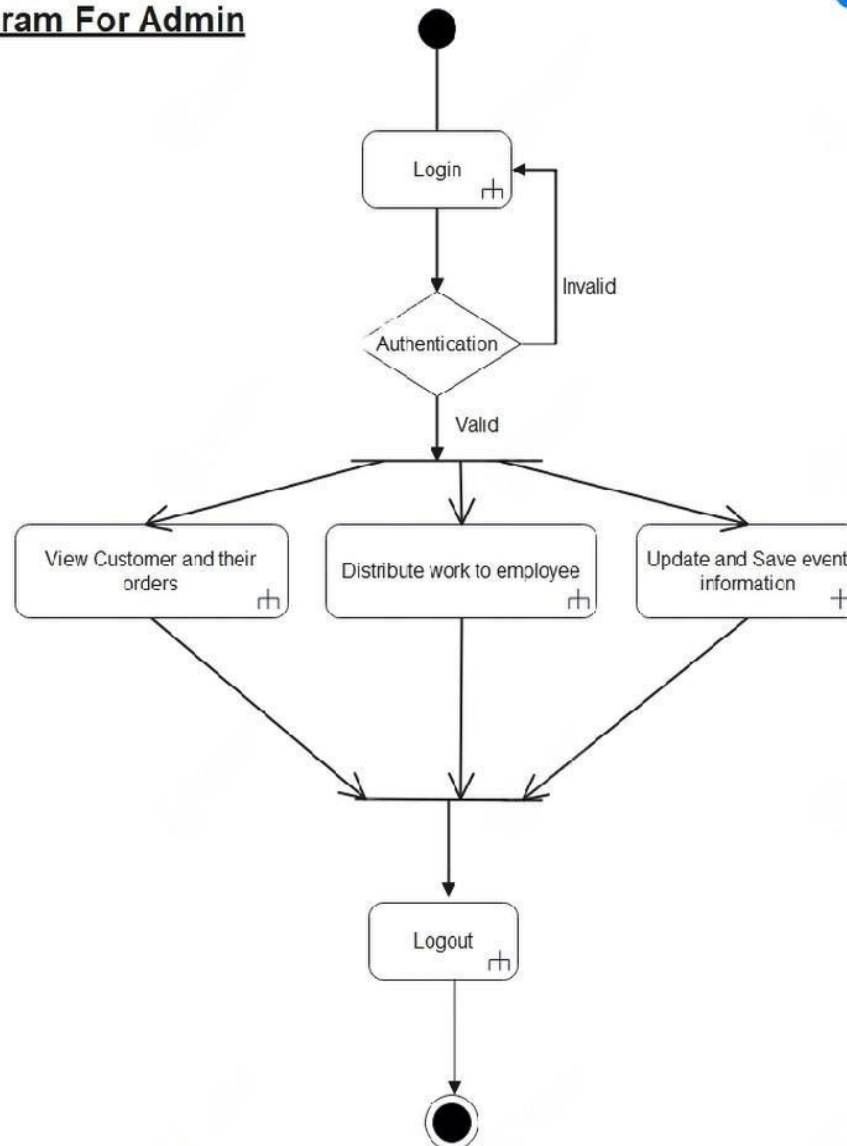 ram For Admin
Login
Invalid
Authentication
Valid
View Customer and their
orders
Distribute work to employee
Update and Save event
information
Logout